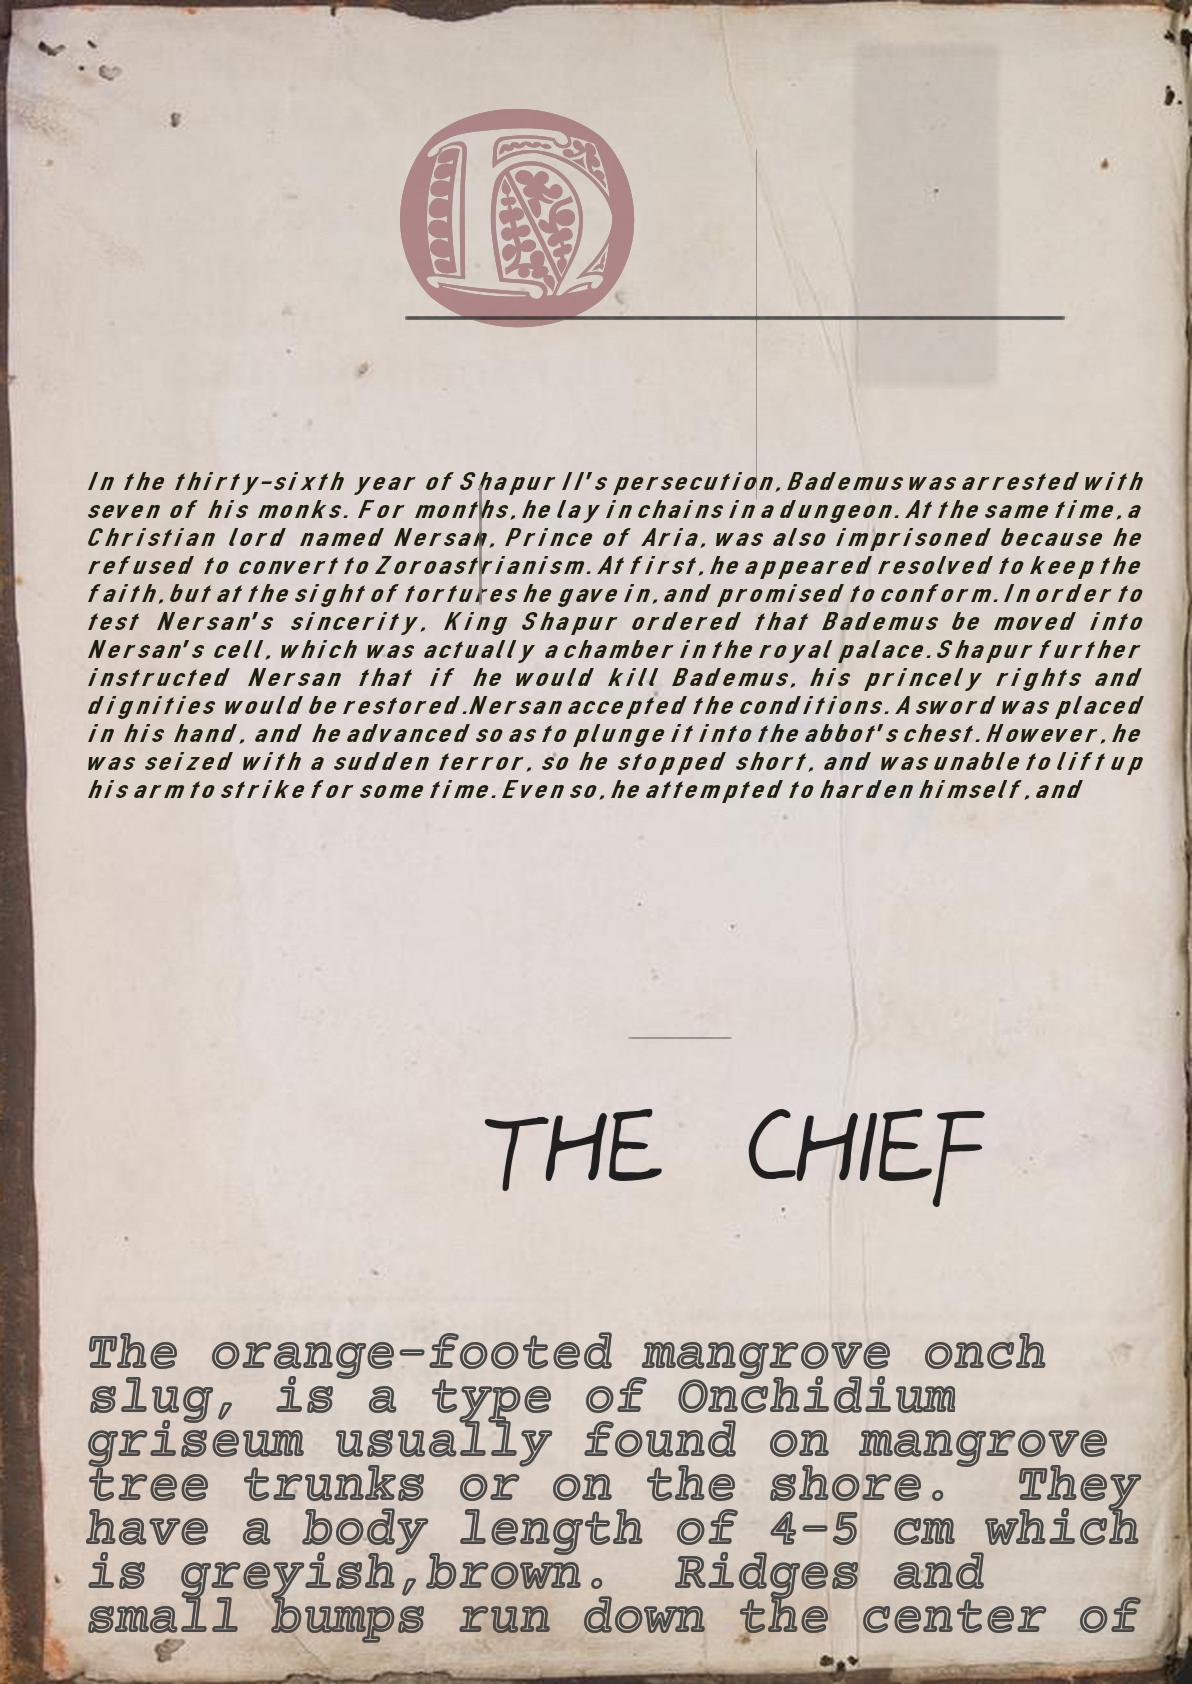 In the thirty-sixth year of Shapur II's persecution, Bademus was arrested with
seven of his monks. For months, he lay in chains in a dungeon. At the same time, a
Christian lord named Nersan, Prince of Aria, was also imprisoned because he
refused to convert to Zoroastrianism. At first, he appeared resolved to keep the
faith, but at the sight of tortures he gave in, and promised to conform. In order to
test Nersan's sincerity, King Shapur ordered that Bademus be moved into
Nersan's cell, which was actually a chamber in the royal palace. Shapur further
instructed Nersan that if he would kill Bademus, his princely rights and
dignities would be restored. Nersan accepted the conditions. A sword was placed
in his hand, and he advanced so as to plunge it into the abbot's chest. However, he
was seized with a sudden terror, so he stopped short, and was unable to lift up
his arm to strike for some time. Even so, he attempted to harden himself, and
THE CHIEF
The orange-footed mangrove onch
slug, is a type of Onchidium
griseum usually found on mangrove
tree trunks or on the shore. They
have a body length of 4-5 cm which
is greyish,brown. Ridges and
small bumps run down the center of